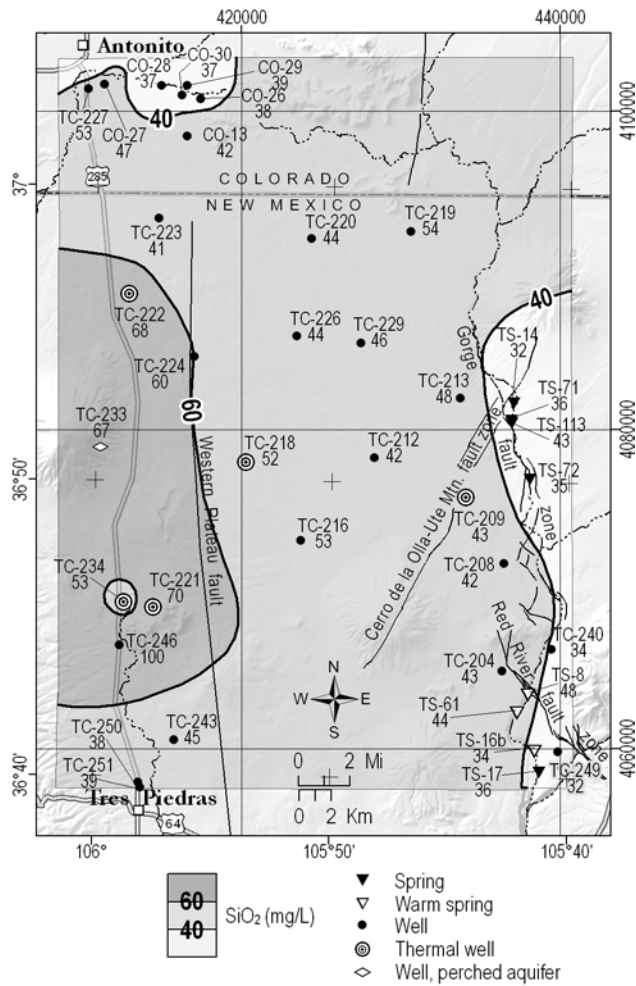 420000
440000
Antonito
CO-30
37
CO-28
37
CO-29
39
CO-26
38
TC-227
53
CO-27
47
40
CO-13
42
4100000
37°
285
COLORADO
NEW MEXICO
TC-223
41
TC-220
44
TC-219
54
TC-222
68
40
TC-226
44
TC-229
46
Gorge
TS-14
32
TC-224
60
TC-213
48
TS-71
36
TS-113
43
60
TC-233
67
4080000
TC-218
52
TC-212
42
fault
TS-72
35
36°50
Western Plateau fault
Cerro de la Olla-Ute Mtn. fault zone
TC-209
43
zone
TC-216
53
TC-234
53
TC-221
70
TC-208
42
TC-246
100
Red River fault zone
TC-240
34
N
W E
S
TC-204
43
TS-8
48
TS-61
44
TC-243
45
TS-16b
34
4060000
TC-250
38
0 2 Mi
TC-251
39
36°40
TS-17
36
TC-249
32
Tres Piedras
0 2 Km
64
106°
105°50
105°40
60
40
SiO₂ (mg/L)
Spring
Warm spring
Well
Thermal well
Well, perched aquifer